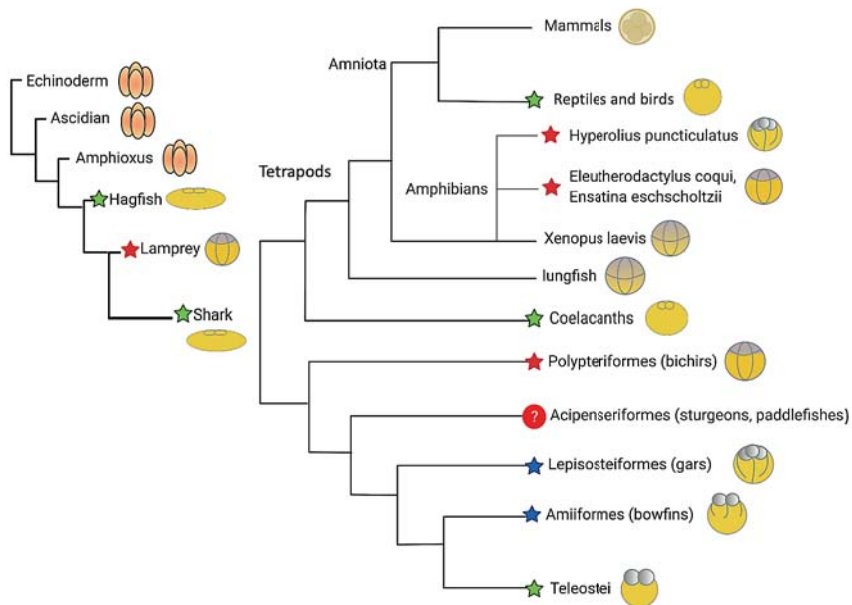 Echinoderm
Ascidian
Amphioxus
Hagfish
Lamprey
Shark
Mammals
Amniota
Reptiles and birds
Hyperolius puncticulatus
Tetrapods
Amphibians
Eleutherodactylus coqui,
Ensatina eschscholtzii
Xenopus laevis
lungfish
Coelacanths
Polypteriformes (bichirs)
? Acipenseriformes (sturgeons, paddlefishes)
Lepisosteiformes (gars)
Amiiformes (bowfins)
Teleostei